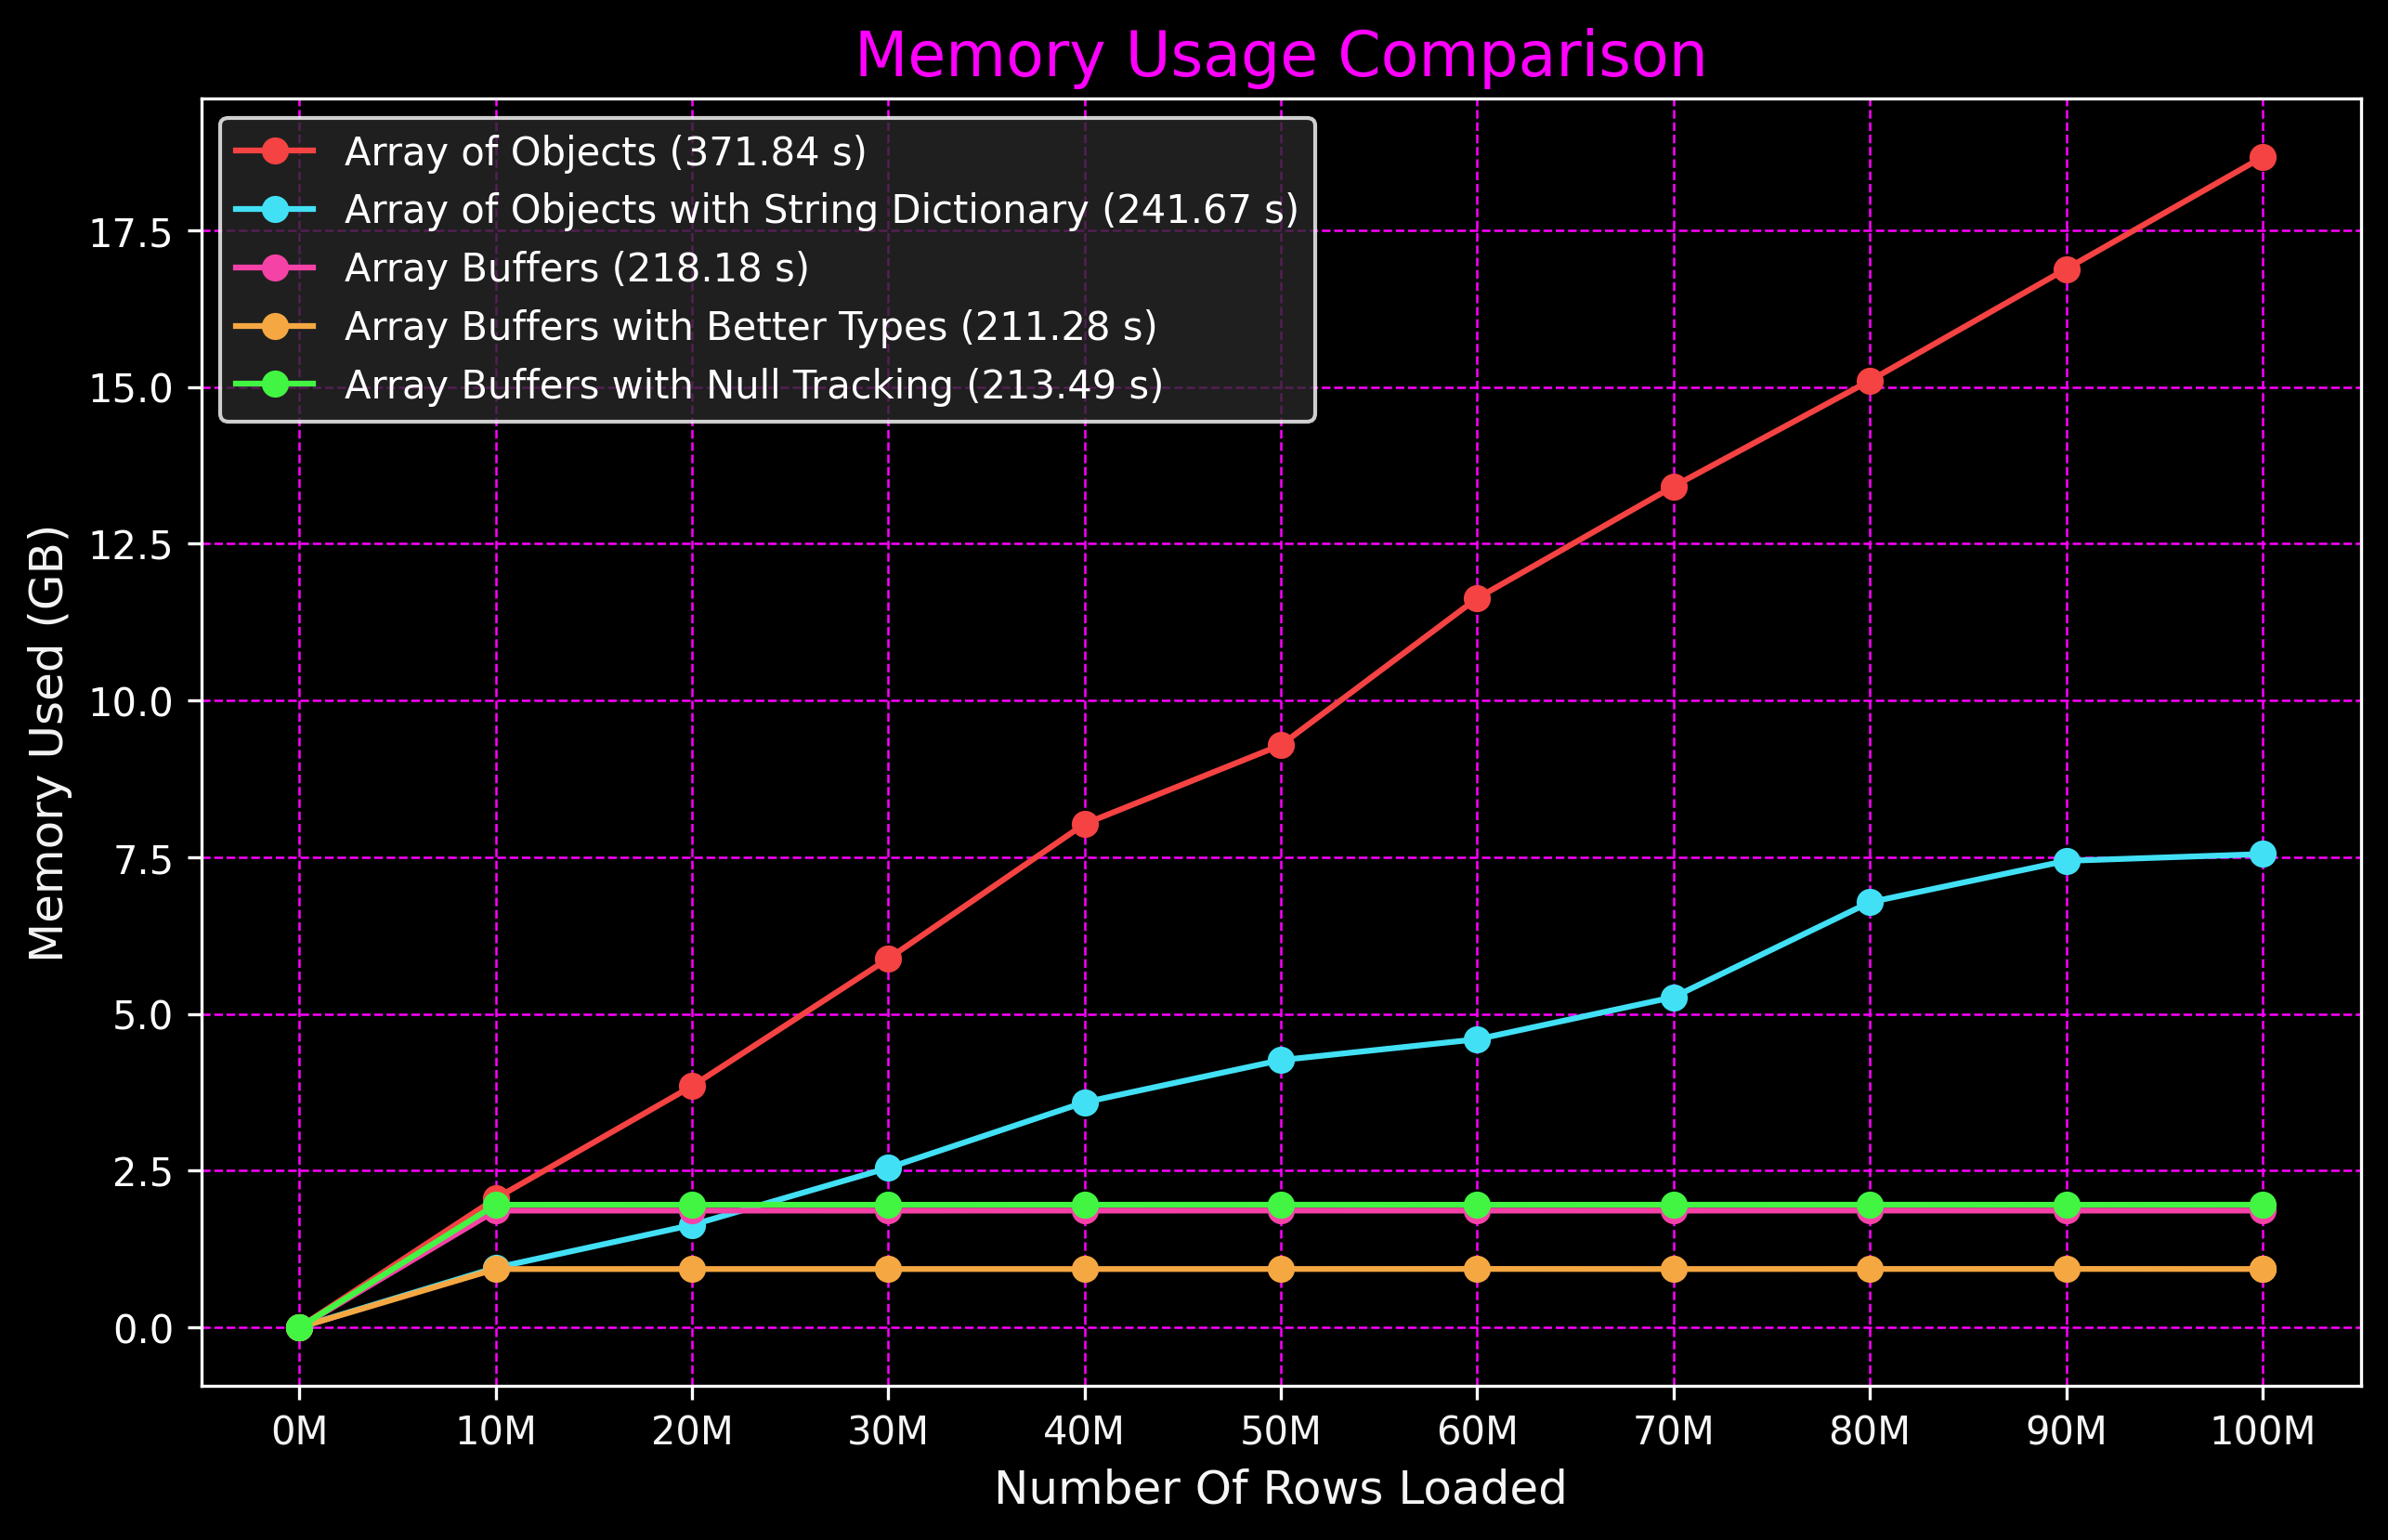 Memory Usage Comparison
Array of Objects (371.84 s)
Array of Objects with String Dictionary (241.67 s)
Array Buffers (218.18 s)
Array Buffers with Better Types (211.28 s)
Array Buffers with Null Tracking (213.49 s)
Memory Used (GB)
17.5
15.0
12.5
10.0
7.5
5.0
2.5
0.0
0M 10M 20M 30M 40M 50M 60M 70M 80M 90M 100M
Number Of Rows Loaded